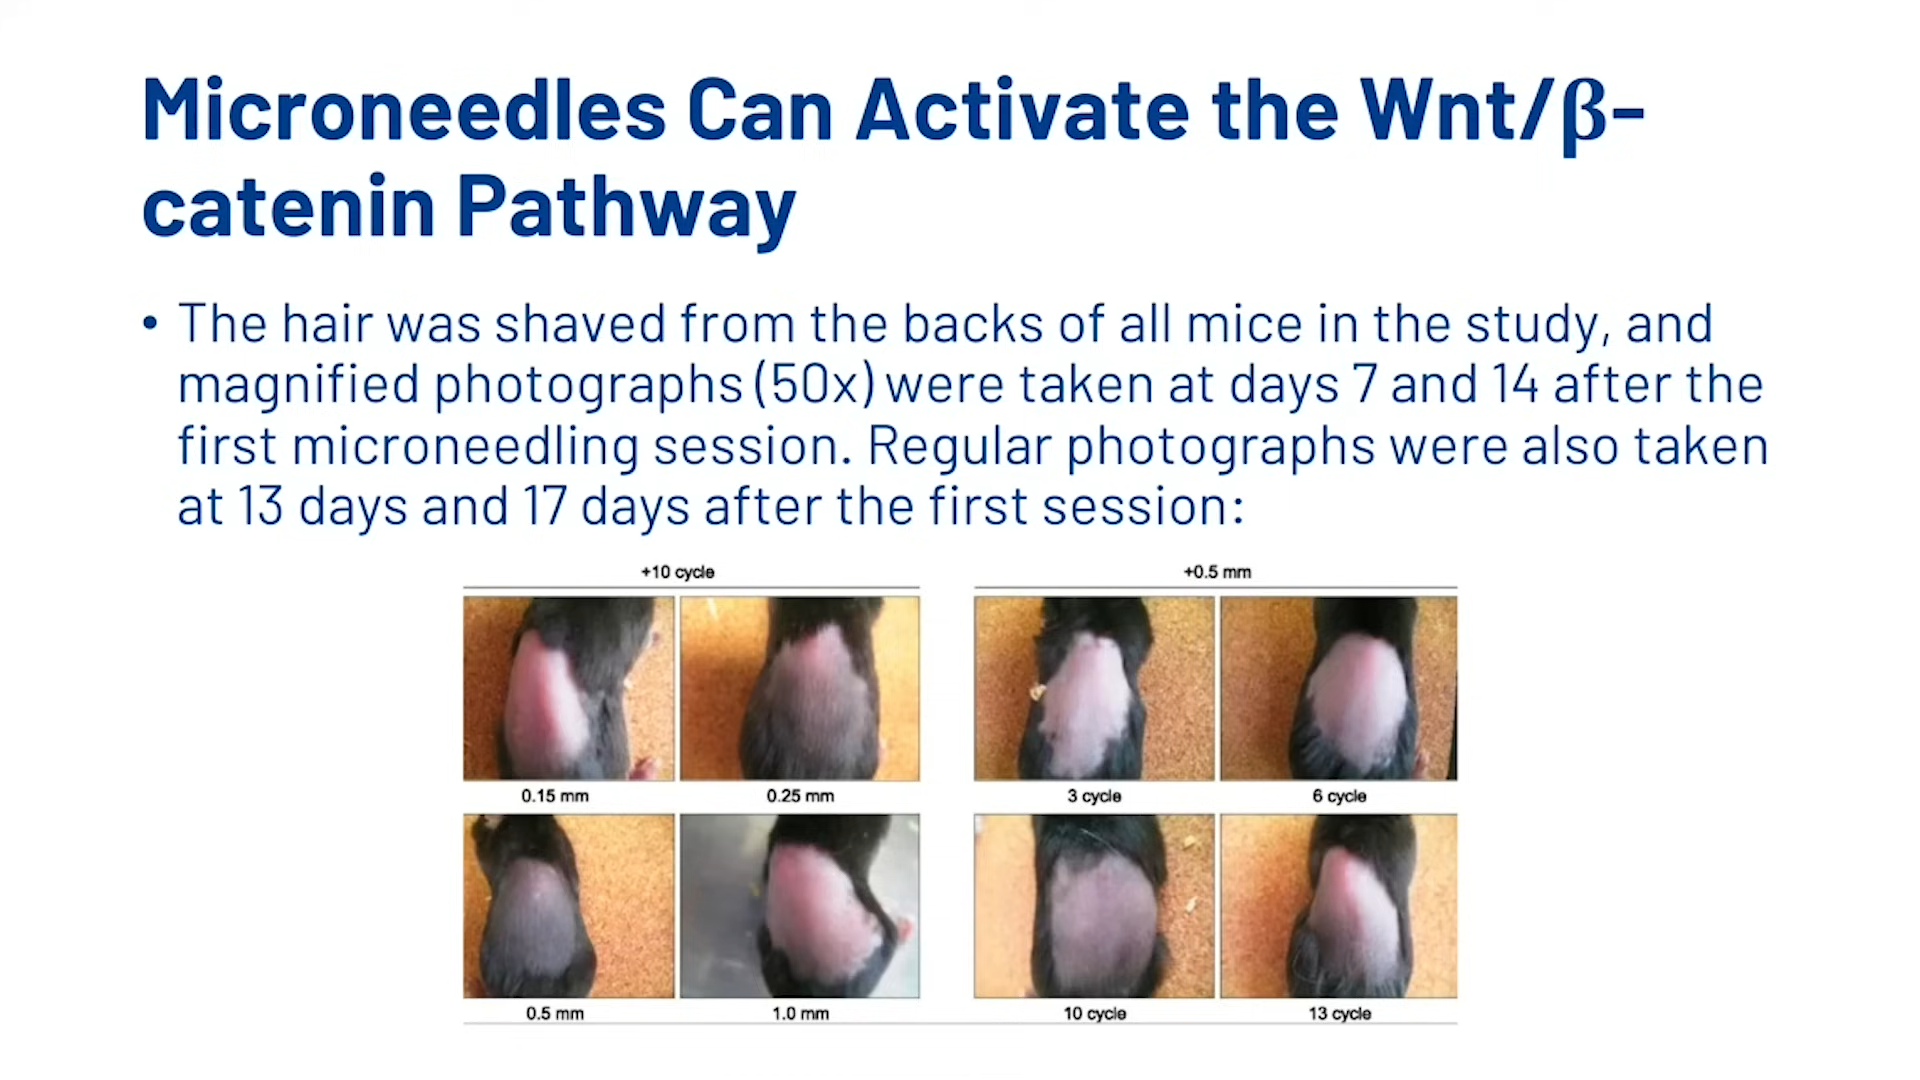 Microneedles Can Activate the Wnt/β-
catenin Pathway
• The hair was shaved from the backs of all mice in the study, and
magnified photographs (50x) were taken at days 7 and 14 after the
first microneedling session. Regular photographs were also taken
at 13 days and 17 days after the first session:
+10 cycle
0.15 mm
0.25 mm
0.5 mm
1.0 mm
+0.5 mm
3 cycle
6 cycle
10 cycle
13 cycle